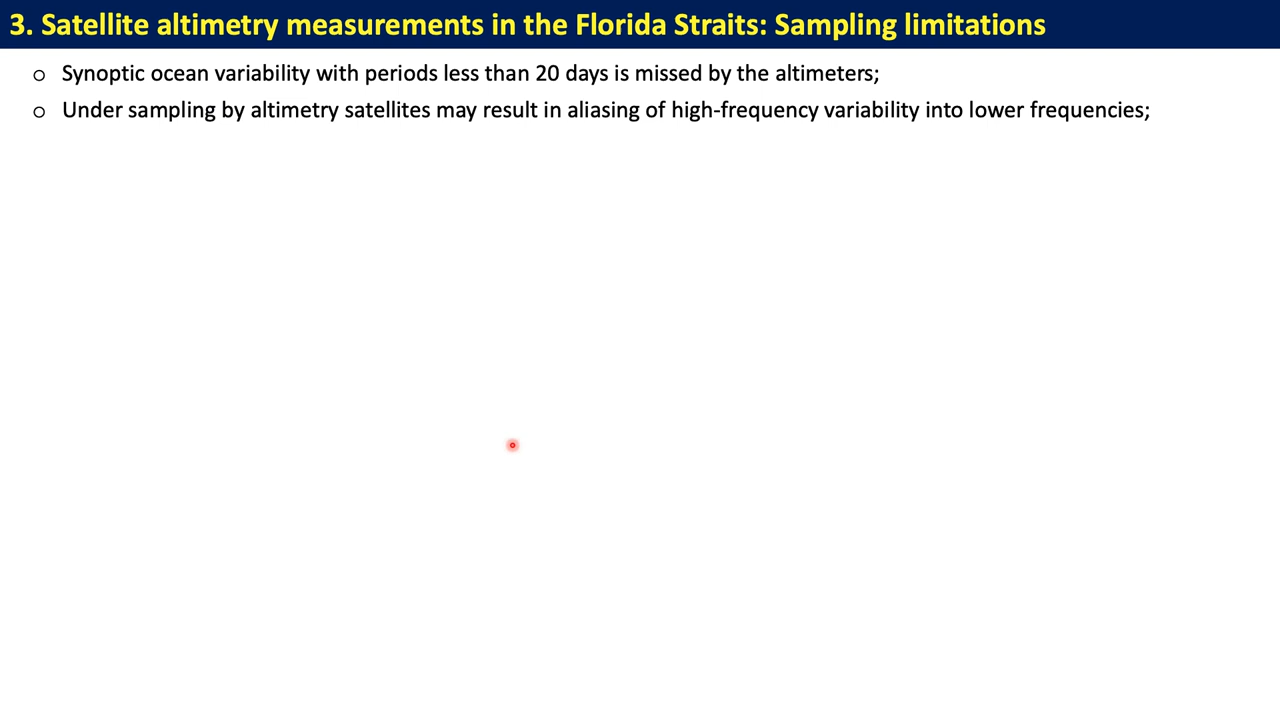 3. Satellite altimetry measurements in the Florida Straits: Sampling limitations
o Synoptic ocean variability with periods less than 20 days is missed by the altimeters;
o Under sampling by altimetry satellites may result in aliasing of high-frequency variability into lower frequencies;